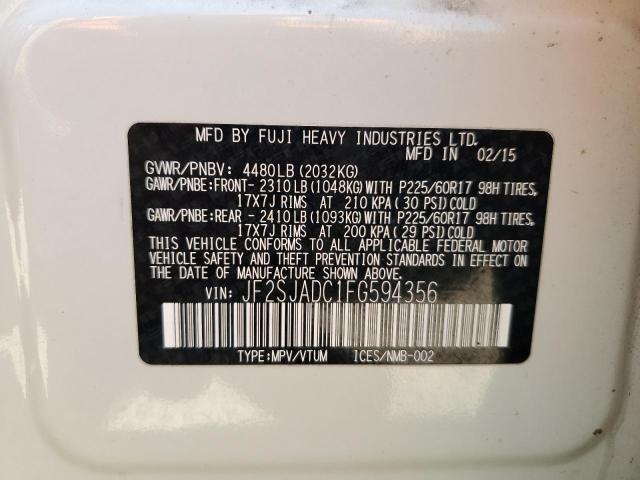 MFD BY FUJI HEAVY INDUSTRIES LTD.
MFD IN 02/15
GVWR/PNBV: 4480LB (2032KG)
GAWR/PNBE:FRONT- 2310LB (1048KG) WITH P225/60R17 98H TIRES,
17X7J RIMS AT 210 KPA ( 30 PSI) COLD
GAWR/PNBE:REAR - 2410LB (1093KG) WITH P225/60R17 98H TIRES,
17X7J RIMS AT 200 KPA ( 29 PSI) COLD
THIS VEHICLE CONFORMS TO ALL APPLICABLE FEDERAL MOTOR
VEHICLE SAFETY AND THEFT PREVENTION STANDARDS IN EFFECT ON
THE DATE OF MANUFACTURE SHOWN ABOVE.
VIN: JF2SJADC1FG594356
TYPE:MPV/VTUM ICES/NMB-002